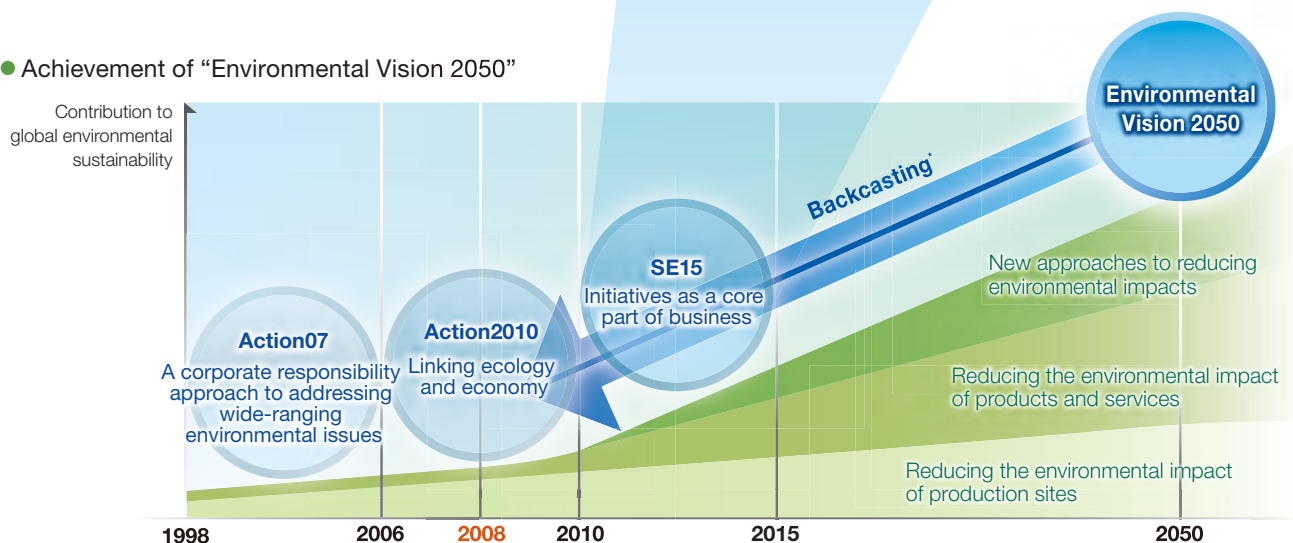 Achievement of “Environmental Vision 2050”
Contribution to
global environmental
sustainability
Environmental
Vision 2050
Backcasting*
SE15
Initiatives as a core
part of business
Action2010
Linking ecology
and economy
Action07
A corporate responsibility
approach to addressing
wide-ranging
environmental issues
New approaches to reducing
environmental impacts
Reducing the environmental impact
of products and services
Reducing the environmental impact
of production sites
1998 2006 2008 2010 2015 2050